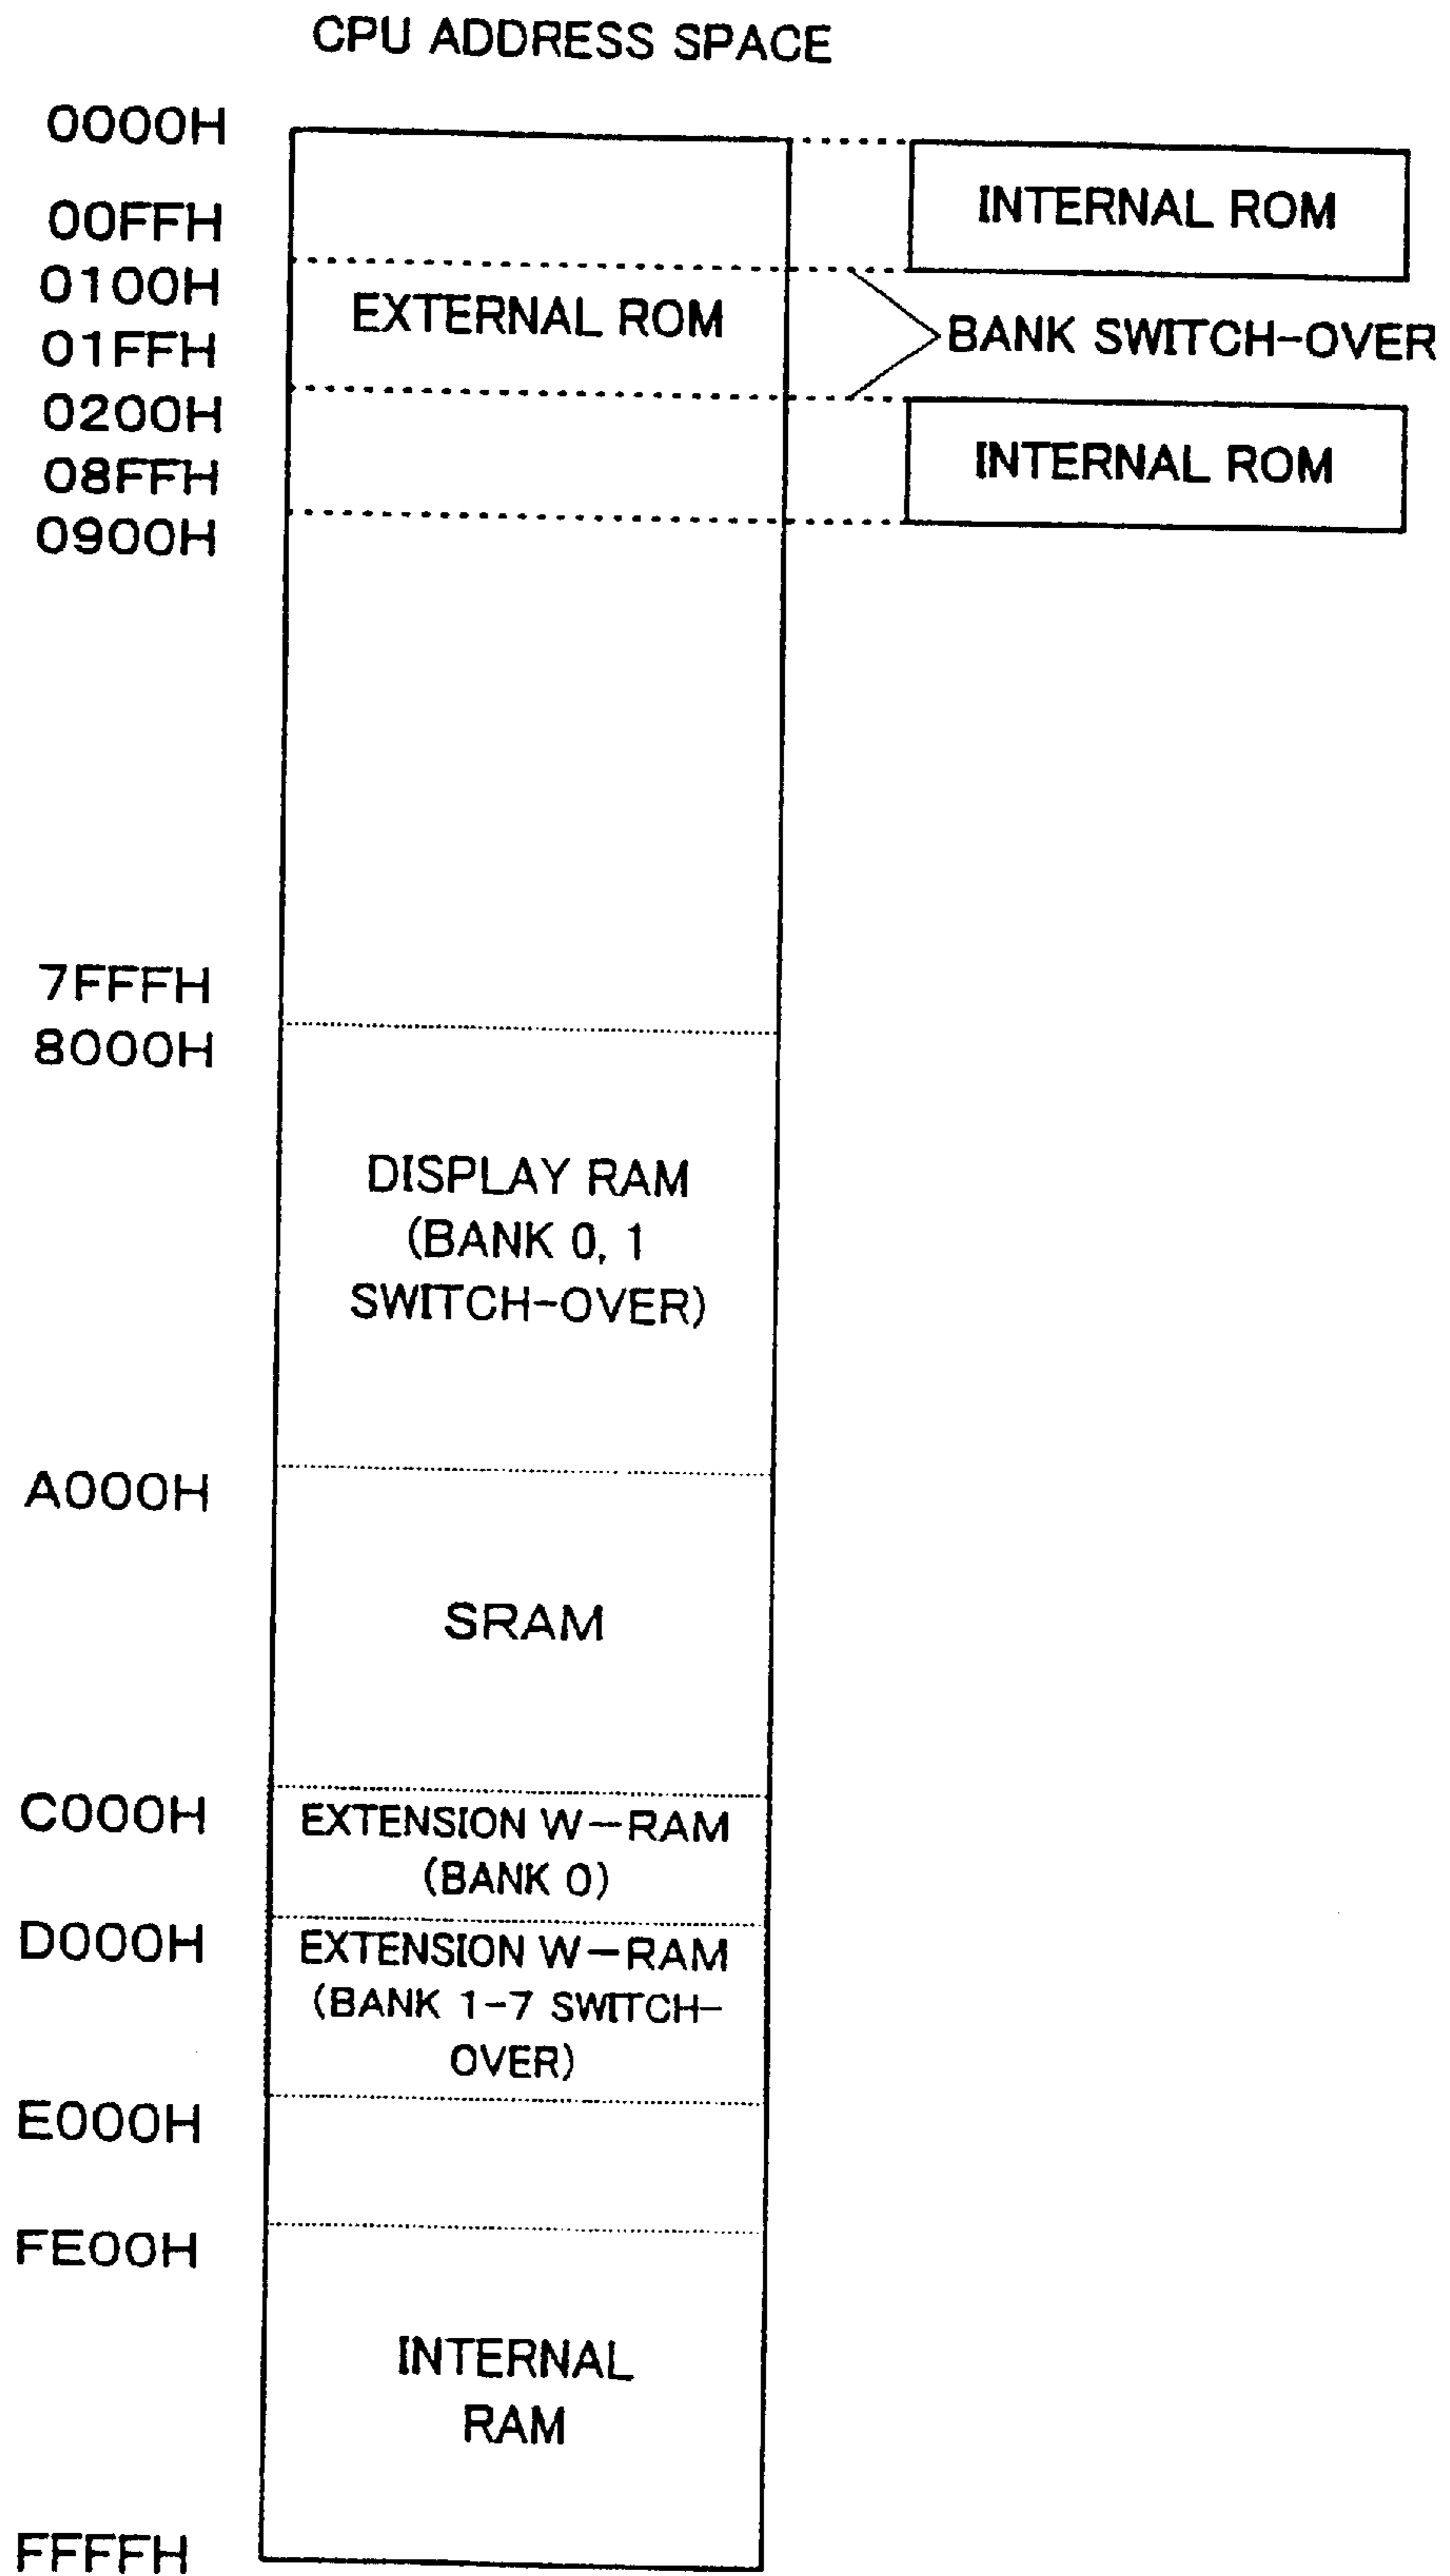 CPU ADDRESS SPACE
0000H
INTERNAL ROM
00FFH
0100H
EXTERNAL ROM
01FFH
BANK SWITCH-OVER
0200H
INTERNAL ROM
08FFH
0900H
7FFFH
8000H
DISPLAY RAM
(BANK 0, 1
SWITCH-OVER)
A000H
SRAM
C000H
EXTENSION W-RAM
(BANK 0)
D000H
EXTENSION W-RAM
(BANK 1-7 SWITCH-
OVER)
E000H
FE00H
INTERNAL
RAM
FFFFH